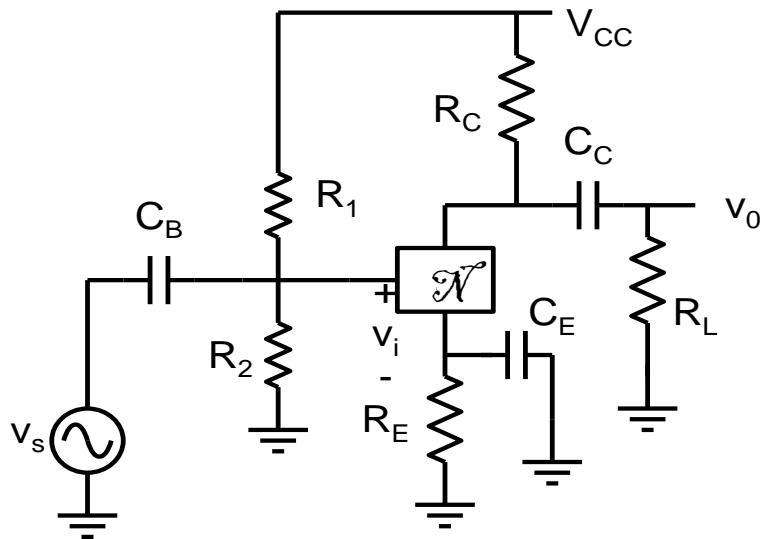 V_CC
R_C
C_C
R_1
C_B
v_0
+
𝒩
v_i
C_E
R_L
R_2
-
v_s
R_E